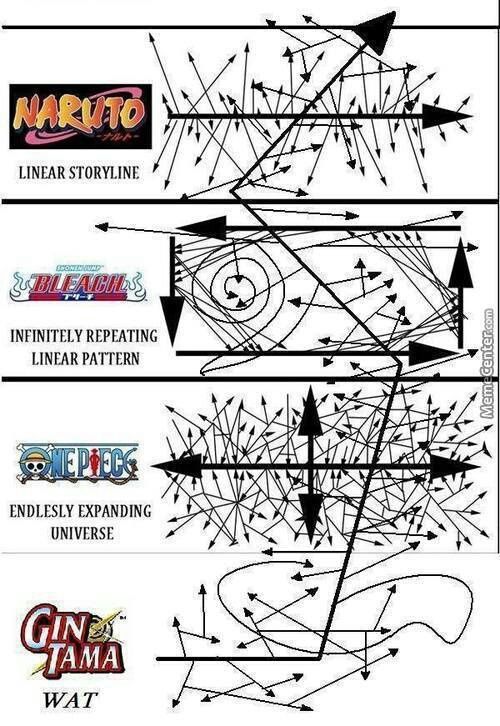 NARUTO
-ナルト-
LINEAR STORYLINE
SHONEN JUMP
BLEACH
ブリーチ
INFINITELY REPEATING
LINEAR PATTERN
ONE PIECE
ENDLESLY EXPANDING
UNIVERSE
GIN
TAMA
WAT
MemeCenter.com